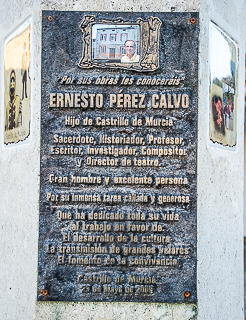 "Por sus obras les conoceréis"
ERNESTO PÉREZ CALVO
Hijo de Castrillo de Murcia
Sacerdote, Historiador, Profesor,
Escritor, Investigador, Compositor
y Director de teatro.
Gran hombre y excelente persona
Por su inmensa tarea callada y generosa
Que ha dedicado toda su vida
al trabajo en favor de:
El desarrollo de la cultura
La transmisión de grandes valores
El fomento de la convivencia
Castrillo de Murcia
de Mayo de